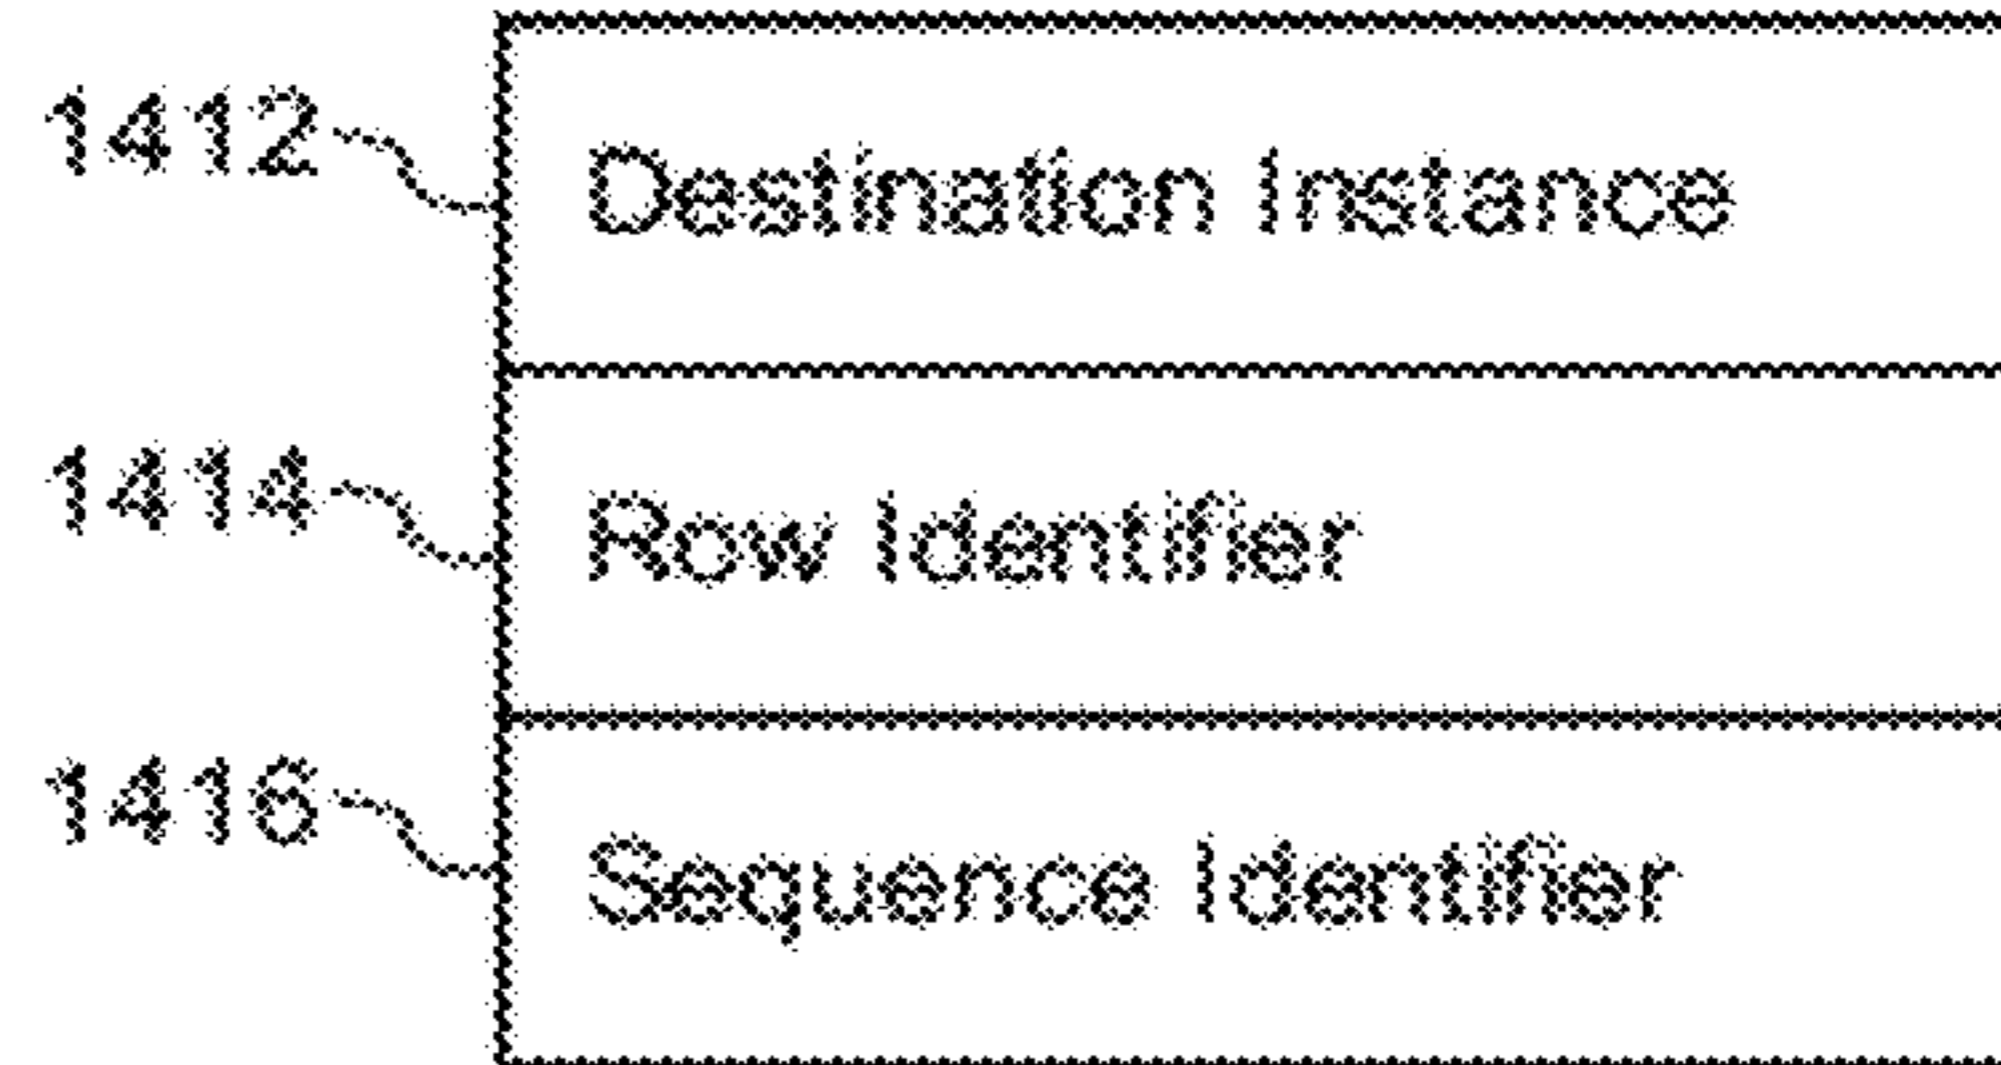 1412
Destination Instance
1414
Row Identifier
1416
Sequence Identifier